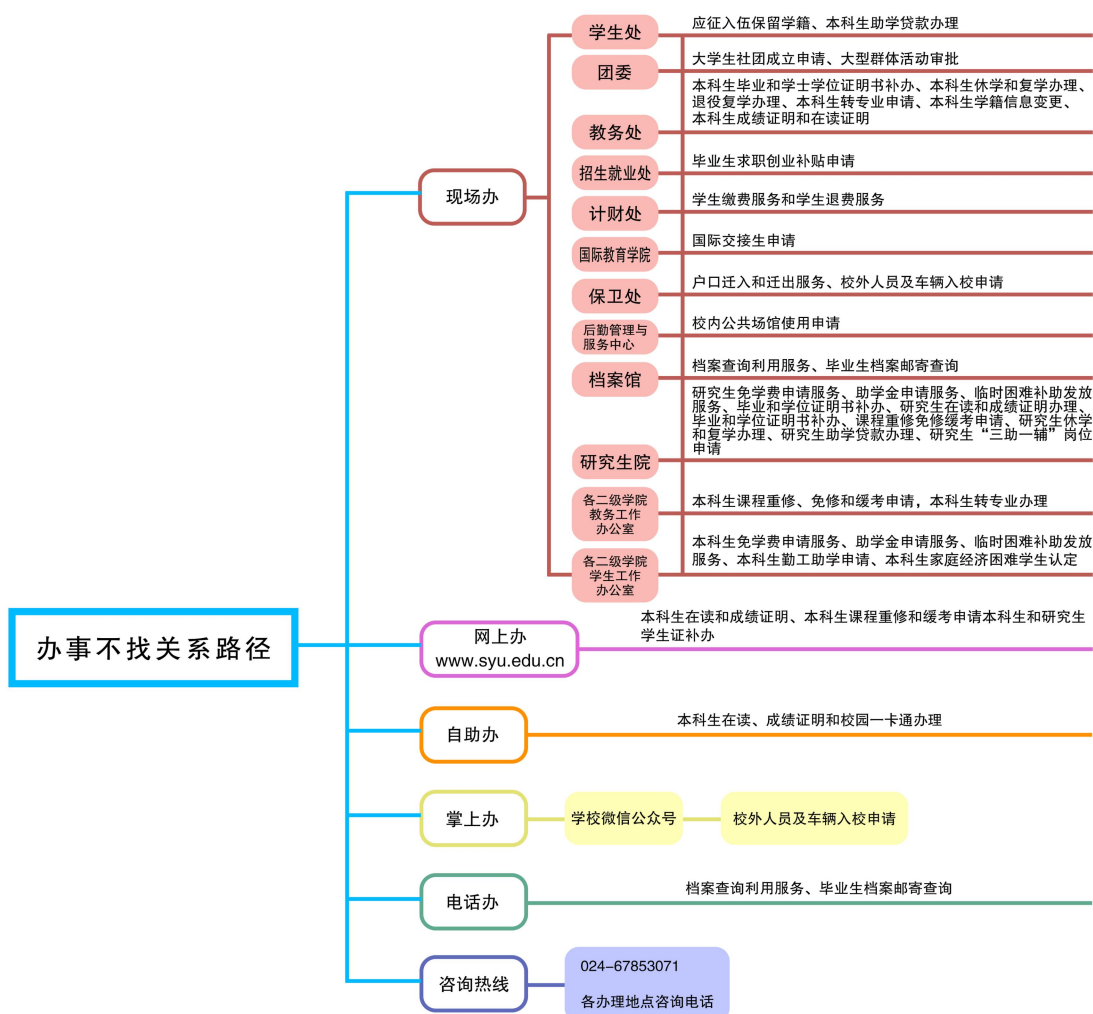 学生处
应征入伍保留学籍、本科生助学贷款办理
团委
大学生社团成立申请、大型群体活动审批
教务处
本科生毕业和学士学位证明书补办、本科生休学和复学办理、
退役复学办理、本科生转专业申请、本科生学籍信息变更、
本科生成绩证明和在读证明
招生就业处
毕业生求职创业补贴申请
现场办
计财处
学生缴费服务和学生退费服务
国际教育学院
国际交接生申请
保卫处
户口迁入和迁出服务、校外人员及车辆入校申请
后勤管理与
服务中心
校内公共场馆使用申请
档案馆
档案查询利用服务、毕业生档案邮寄查询
研究生院
研究生免学费申请服务、助学金申请服务、临时困难补助发放
服务、毕业和学位证明书补办、研究生在读和成绩证明办理、
毕业和学位证明书补办、课程重修免修缓考申请、研究生休学
和复学办理、研究生助学贷款办理、研究生“三助一辅”岗位
申请
各二级学院
教务工作
办公室
本科生课程重修、免修和缓考申请，本科生转专业办理
各二级学院
学生工作
办公室
本科生免学费申请服务、助学金申请服务、临时困难补助发放
服务、本科生勤工助学申请、本科生家庭经济困难学生认定
办事不找关系路径
网上办
www.syu.edu.cn
本科生在读和成绩证明、本科生课程重修和缓考申请本科生和研究生
学生证补办
自助办
本科生在读、成绩证明和校园一卡通办理
掌上办
学校微信公众号
校外人员及车辆入校申请
电话办
档案查询利用服务、毕业生档案邮寄查询
咨询热线
024-67853071
各办理地点咨询电话